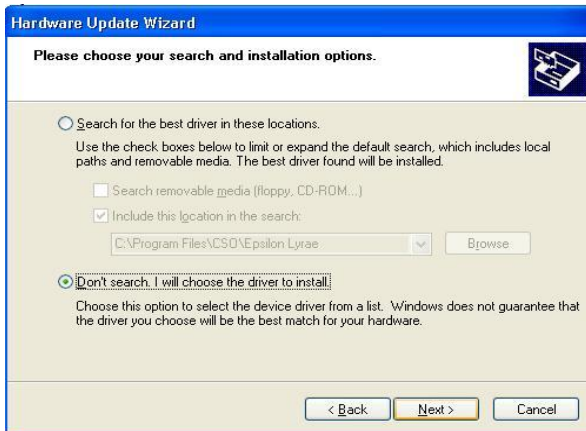 Hardware Update Wizard
Please choose your search and installation options.
Search for the best driver in these locations.
Use the check boxes below to limit or expand the default search, which includes local
paths and removable media. The best driver found will be installed.
Search removable media (floppy, CD-ROM...)
Include this location in the search:
C:\Program Files\CSO\Epsilon Lyrae
Browse
Don't search. I will choose the driver to install.
Choose this option to select the device driver from a list. Windows does not guarantee that
the driver you choose will be the best match for your hardware.
< Back
Next >
Cancel